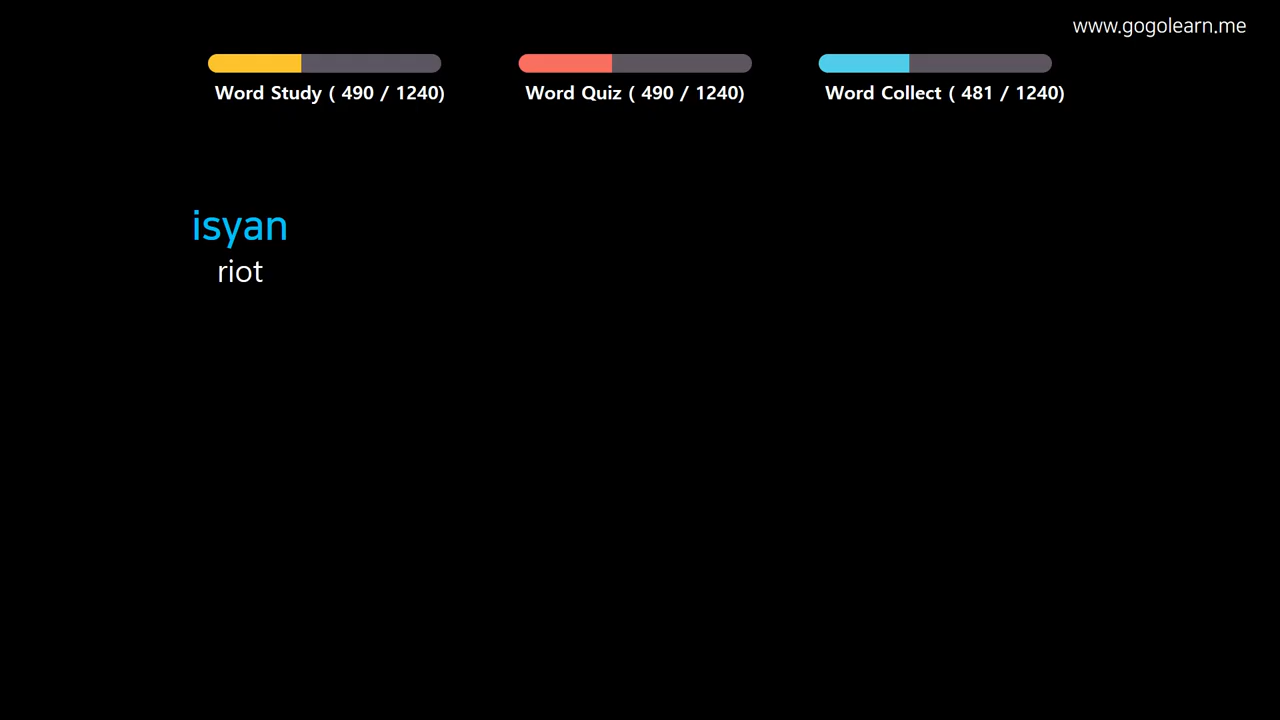 www.gogolearn.me
Word Study ( 490 / 1240)
Word Quiz ( 490 / 1240)
Word Collect ( 481 / 1240)
isyan
riot